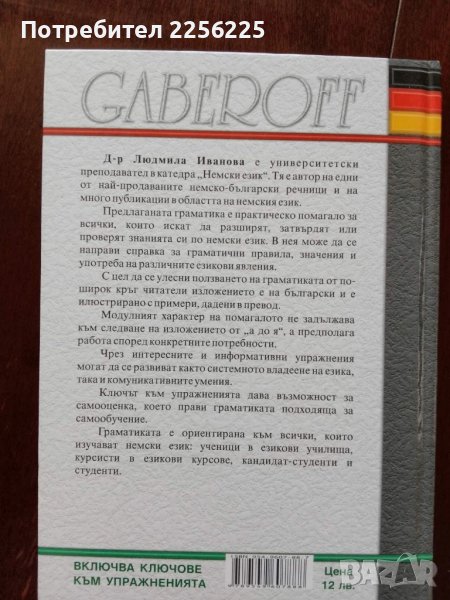 Потребител 2256225
GABEROFF
Д-р Людмила Иванова е университетски
преподавател в катедра „Немски език". Тя е автор на едни
от най-продаваните немско-български речници и на
много публикации в областта на немския език.
Предлаганата граматика е практическо помагало за
всички, които искат да разширят, затвърдят или
проверят знанията си по немски език. В нея може да се
направи справка за граматични правила, значения и
употреба на различните езикови явления.
С цел да се улесни ползването на граматиката от по-
широк кръг читатели изложението е на български и е
илюстрирано с примери, дадени в превод.
Модулният характер на помагалото не задължава
към следване на изложението от „а до я", а предполага
работа според конкретните потребности.
Чрез интересните и информативни упражнения
могат да се развиват както системното владеене на езика,
така и комуникативните умения.
Ключът към упражненията дава възможност за
самооценка, което прави граматиката подходяща за
самообучение.
Граматиката е ориентирана към всички, които
изучават немски език: ученици в езикови училища,
курсисти в езикови курсове, кандидат-студенти и
студенти.
ВКЛЮЧВА КЛЮЧОВЕ
КЪМ УПРАЖНЕНИЯТА
Цена
12 лв.
BAZAR